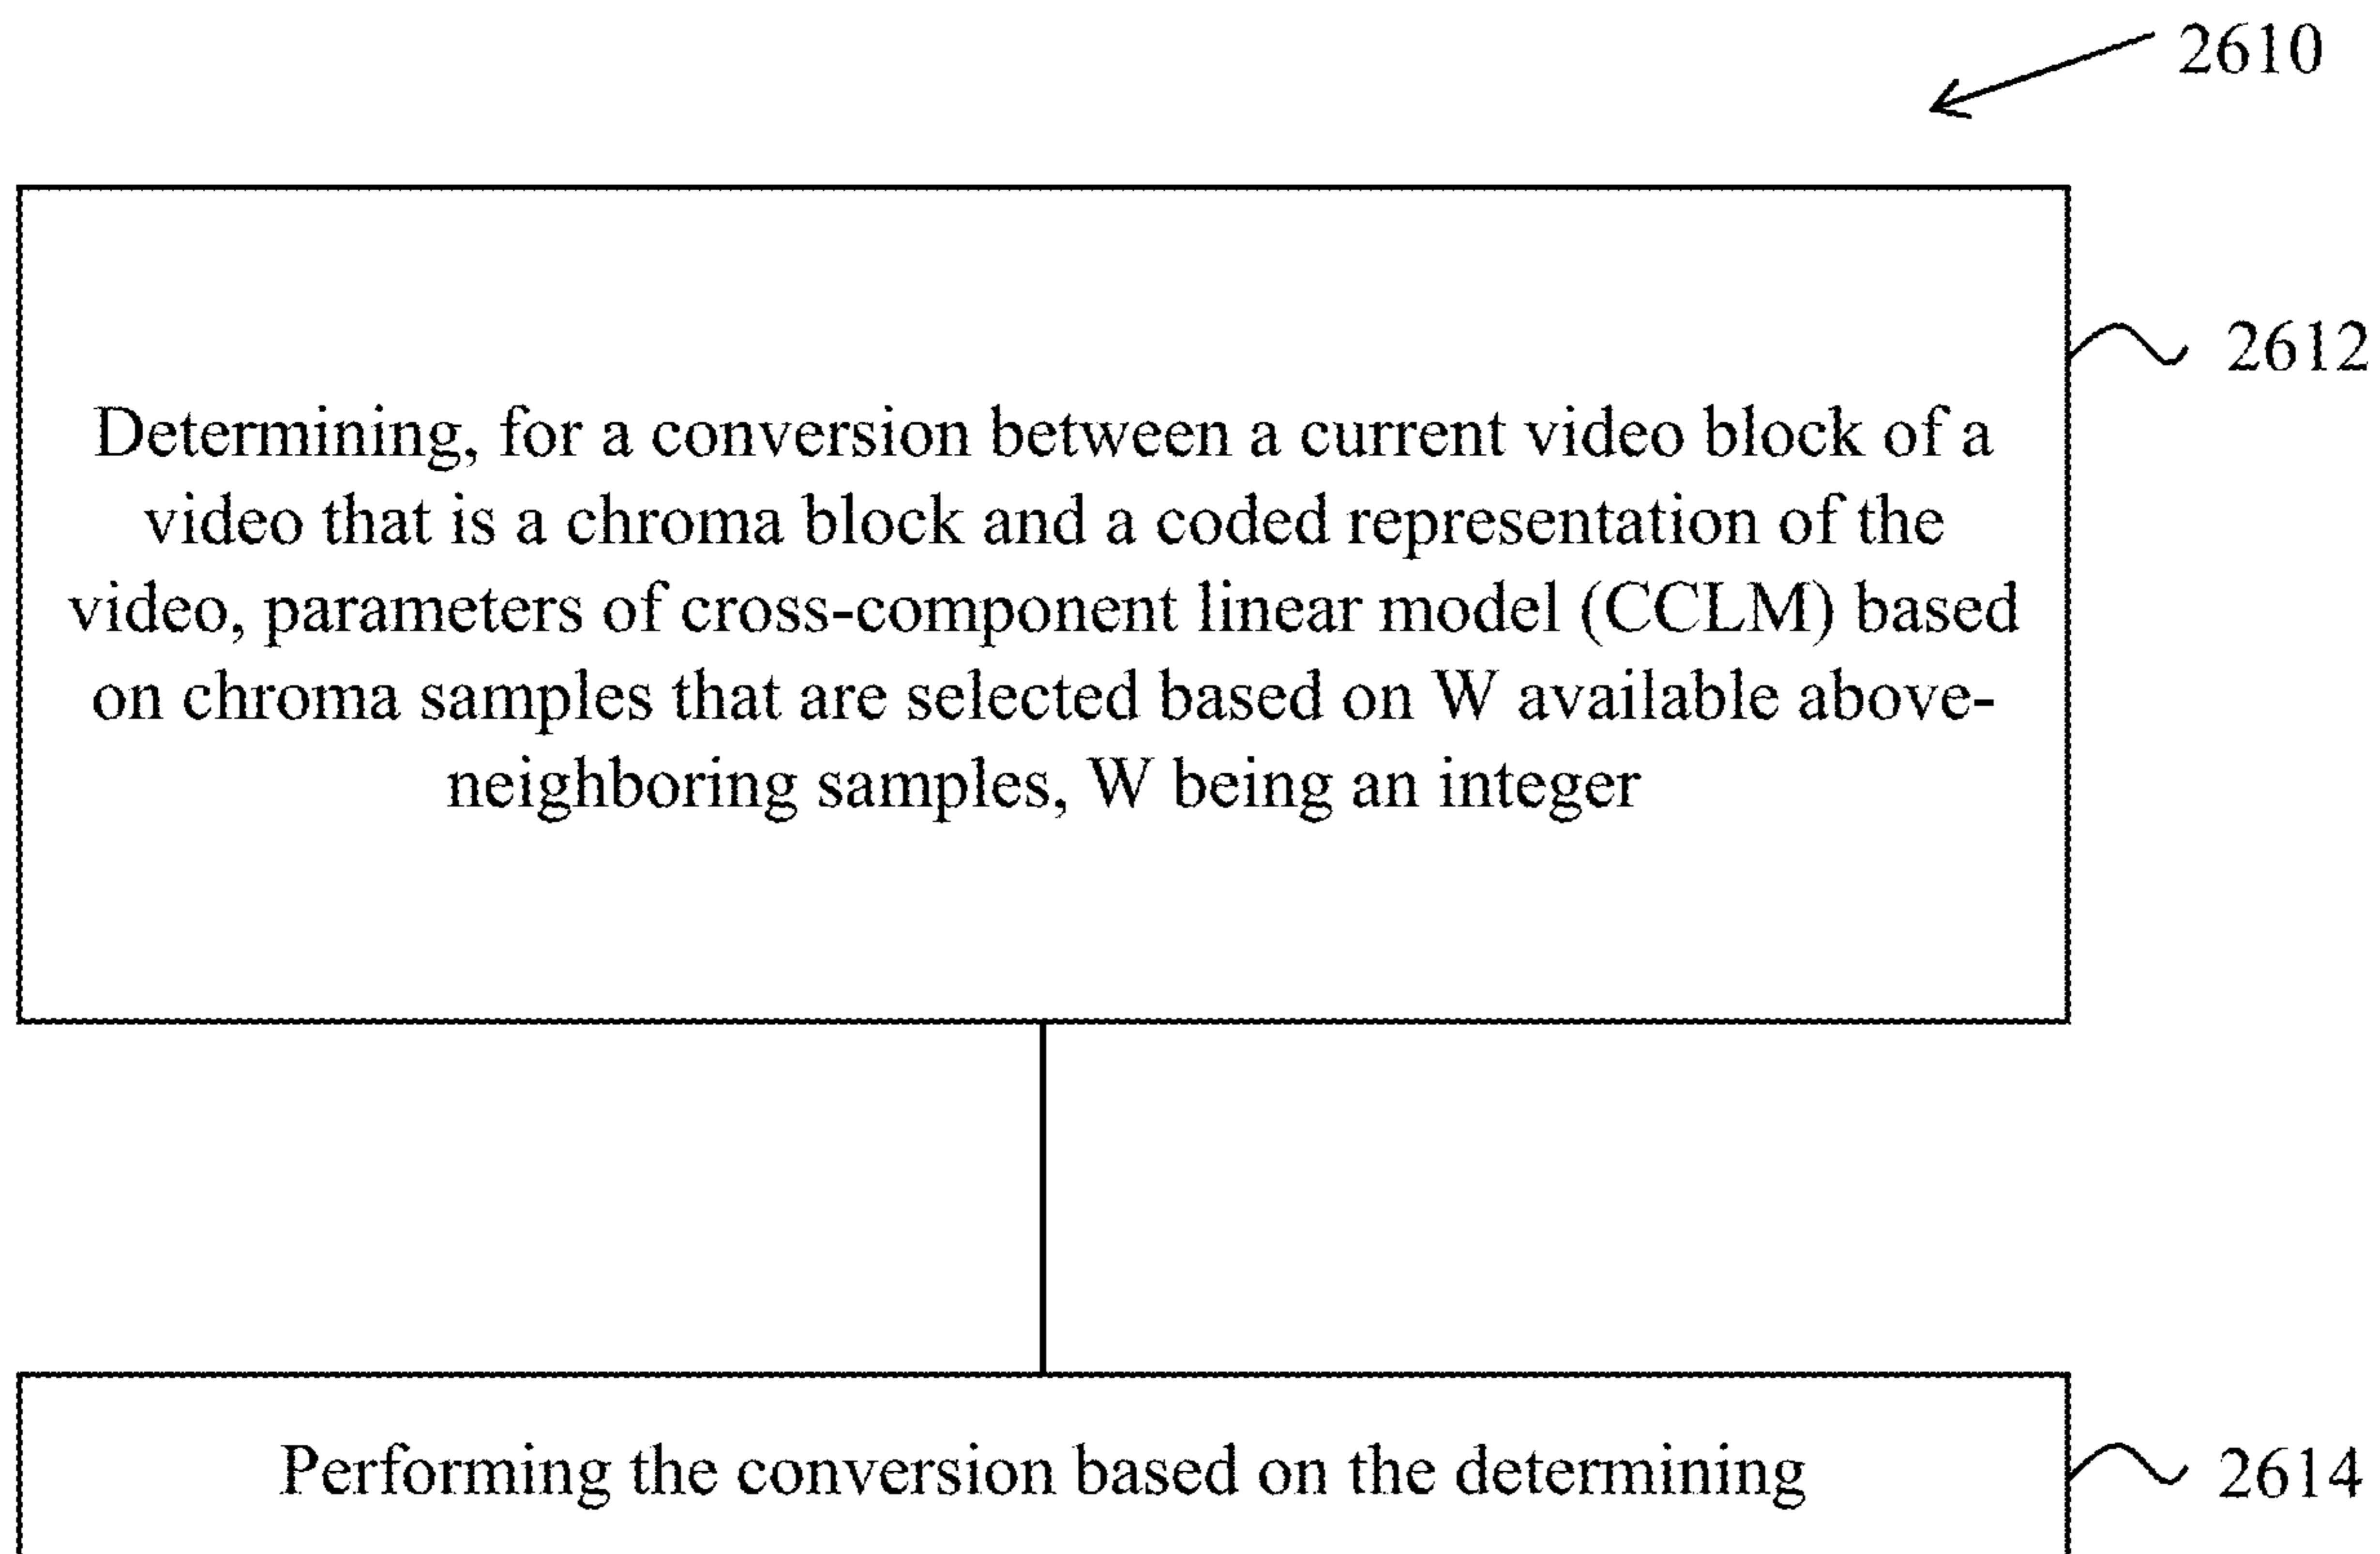 2610
2612
Determining, for a conversion between a current video block of a
video that is a chroma block and a coded representation of the
video, parameters of cross-component linear model (CCLM) based
on chroma samples that are selected based on W available above-
neighboring samples, W being an integer
Performing the conversion based on the determining
2614